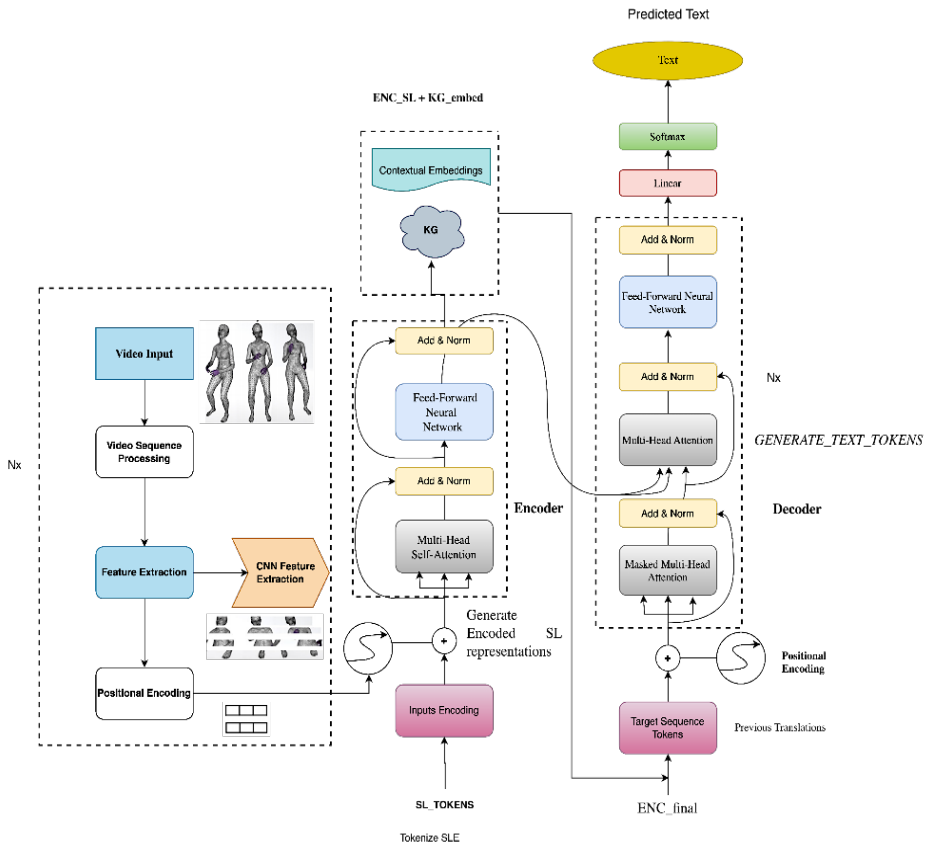 Predicted Text
Text
ENC_SL + KG_embed
Softmax
Contextual Embeddings
Linear
KG
Add & Norm
Feed-Forward Neural
Network
Video Input
Add & Norm
Add & Norm
Nx
Feed-Forward
Neural
Network
Video Sequence
Processing
Multi-Head Attention
GENERATE_TEXT_TOKENS
Nx
Add & Norm
Encoder
Add & Norm
Decoder
Multi-Head
Self-Attention
Feature Extraction
CNN Feature
Extraction
Masked Multi-Head
Attention
Generate
Encoded SL
representations
+
+
Positional
Encoding
Positional Encoding
Inputs Encoding
Target Sequence
Tokens
Previous Translations
SL_TOKENS
ENC_final
Tokenize SLE